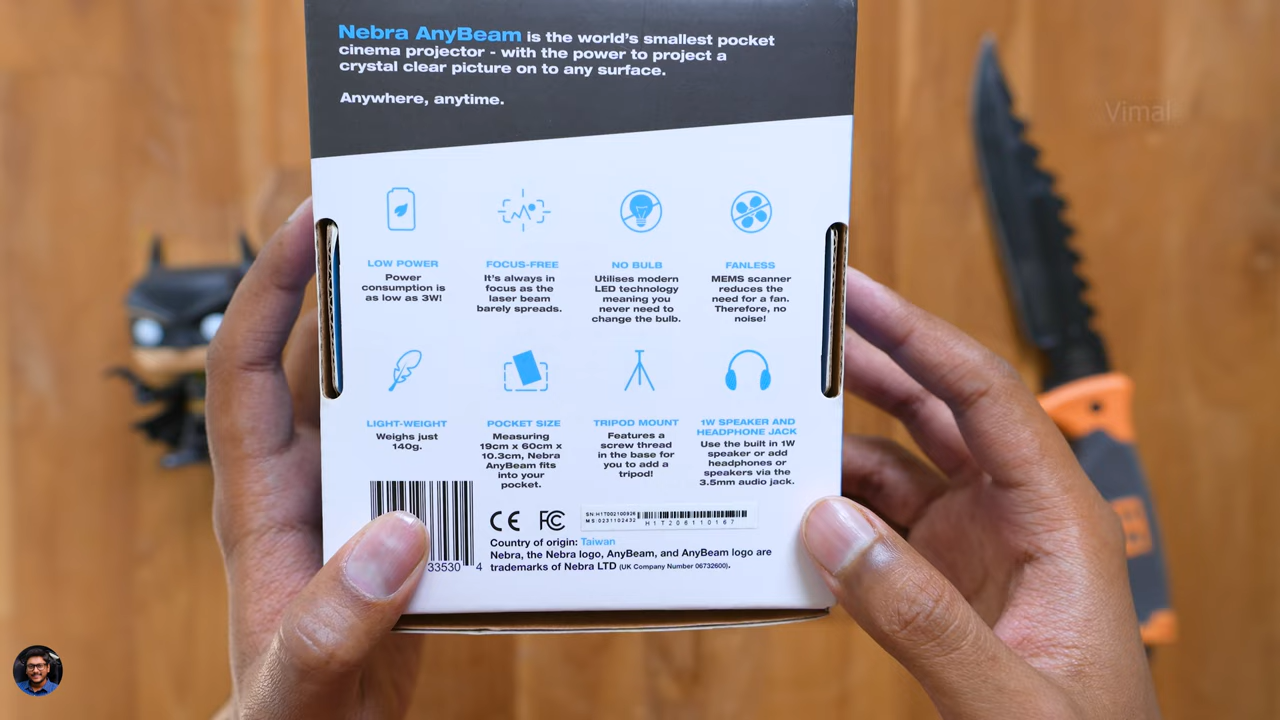 Nebra AnyBeam is the world's smallest pocket
cinema projector - with the power to project a
crystal clear picture on to any surface.
Anywhere, anytime.
Vimal
LOW POWER
Power
consumption is
as low as 3W!
FOCUS-FREE
It's always in
focus as the
laser beam
barely spreads.
NO BULB
Utilises modern
LED technology
meaning you
never need to
change the bulb.
FANLESS
MEMS scanner
reduces the
need for a fan.
Therefore, no
noise!
LIGHT-WEIGHT
Weighs just
140g.
POCKET SIZE
Measuring
19cm x 60cm x
10.3cm, Nebra
AnyBeam fits
into your
pocket.
TRIPOD MOUNT
Features a
screw thread
in the base for
you to add a
tripod!
1W SPEAKER AND
HEADPHONE JACK
Use the built in 1W
speaker or add
headphones or
speakers via the
3.5mm audio jack.
33530 4
CE FC
SN:H1T002100926
MS:0231102432
H1T206110167
Country of origin: Taiwan
Nebra, the Nebra logo, AnyBeam, and AnyBeam logo are
trademarks of Nebra LTD (UK Company Number 06732600).